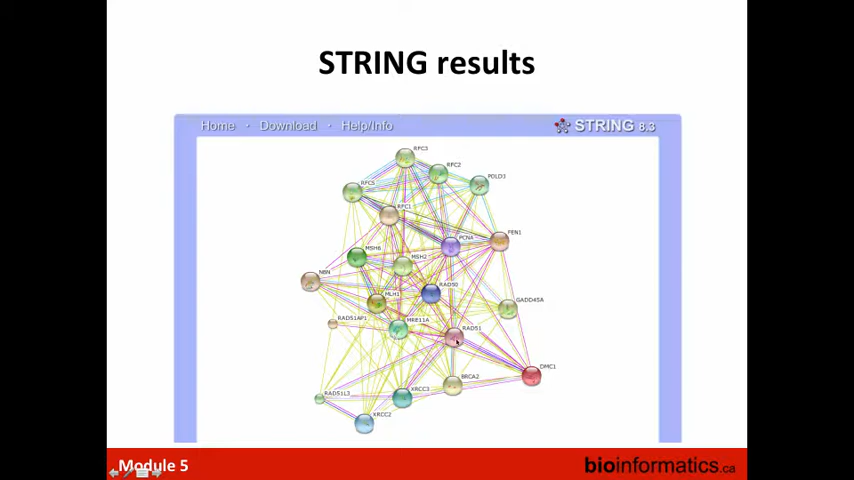 STRING results
Home • Download • Help/Info
STRING 8.3
RFC3
RFC2
POLD3
RFC5
RFC1
FEN1
PCNA
MSH6
MSH2
NBN
RAD50
MLH1
GADD45A
RAD51AP1
MRE11A
RAD51
DMC1
BRCA2
XRCC3
RAD51L3
XRCC2
Module 5
bioinformatics.ca